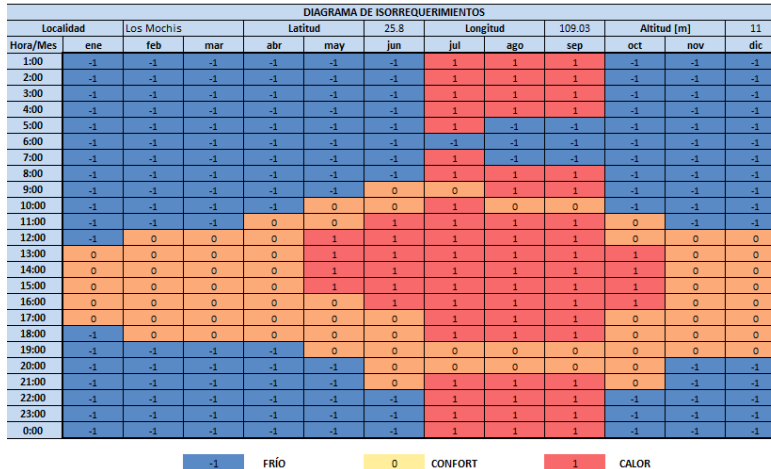 DIAGRAMA DE ISORREQUERIMIENTOS
Localidad Los Mochis Latitud 25.8 Longitud 109.03 Altitud [m] 11
Hora/Mes ene feb mar abr may jun jul ago sep oct nov dic
1:00 -1 -1 -1 -1 -1 -1 1 1 1 -1 -1 -1
2:00 -1 -1 -1 -1 -1 -1 1 1 1 -1 -1 -1
3:00 -1 -1 -1 -1 -1 -1 1 1 1 -1 -1 -1
4:00 -1 -1 -1 -1 -1 -1 1 1 1 -1 -1 -1
5:00 -1 -1 -1 -1 -1 -1 1 -1 -1 -1 -1 -1
6:00 -1 -1 -1 -1 -1 -1 -1 -1 -1 -1 -1 -1
7:00 -1 -1 -1 -1 -1 -1 1 -1 -1 -1 -1 -1
8:00 -1 -1 -1 -1 -1 -1 1 1 1 -1 -1 -1
9:00 -1 -1 -1 -1 -1 0 0 1 1 -1 -1 -1
10:00 -1 -1 -1 -1 0 0 1 0 0 -1 -1 -1
11:00 -1 -1 -1 0 0 1 1 1 1 0 -1 -1
12:00 -1 0 0 0 1 1 1 1 1 0 0 0
13:00 0 0 0 0 1 1 1 1 1 1 0 0
14:00 0 0 0 0 1 1 1 1 1 1 0 0
15:00 0 0 0 0 1 1 1 1 1 1 0 0
16:00 0 0 0 0 0 1 1 1 1 1 0 0
17:00 0 0 0 0 0 0 1 1 1 0 0 0
18:00 -1 0 0 0 0 0 1 1 1 0 0 0
19:00 -1 -1 -1 -1 0 0 0 0 0 0 0 0
20:00 -1 -1 -1 -1 -1 0 0 0 0 0 -1 -1
21:00 -1 -1 -1 -1 -1 0 1 1 1 0 -1 -1
22:00 -1 -1 -1 -1 -1 -1 1 1 1 -1 -1 -1
23:00 -1 -1 -1 -1 -1 -1 1 1 1 -1 -1 -1
0:00 -1 -1 -1 -1 -1 -1 1 1 1 -1 -1 -1
-1 FRÍO 0 CONFORT 1 CALOR